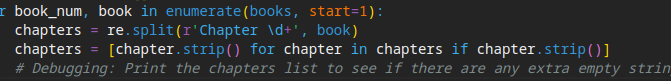 r book_num, book in enumerate(books, start=1):
chapters = re.split(r'Chapter \d+', book)
chapters = [chapter.strip() for chapter in chapters if chapter.strip()]
# Debugging: Print the chapters list to see if there are any extra empty strin